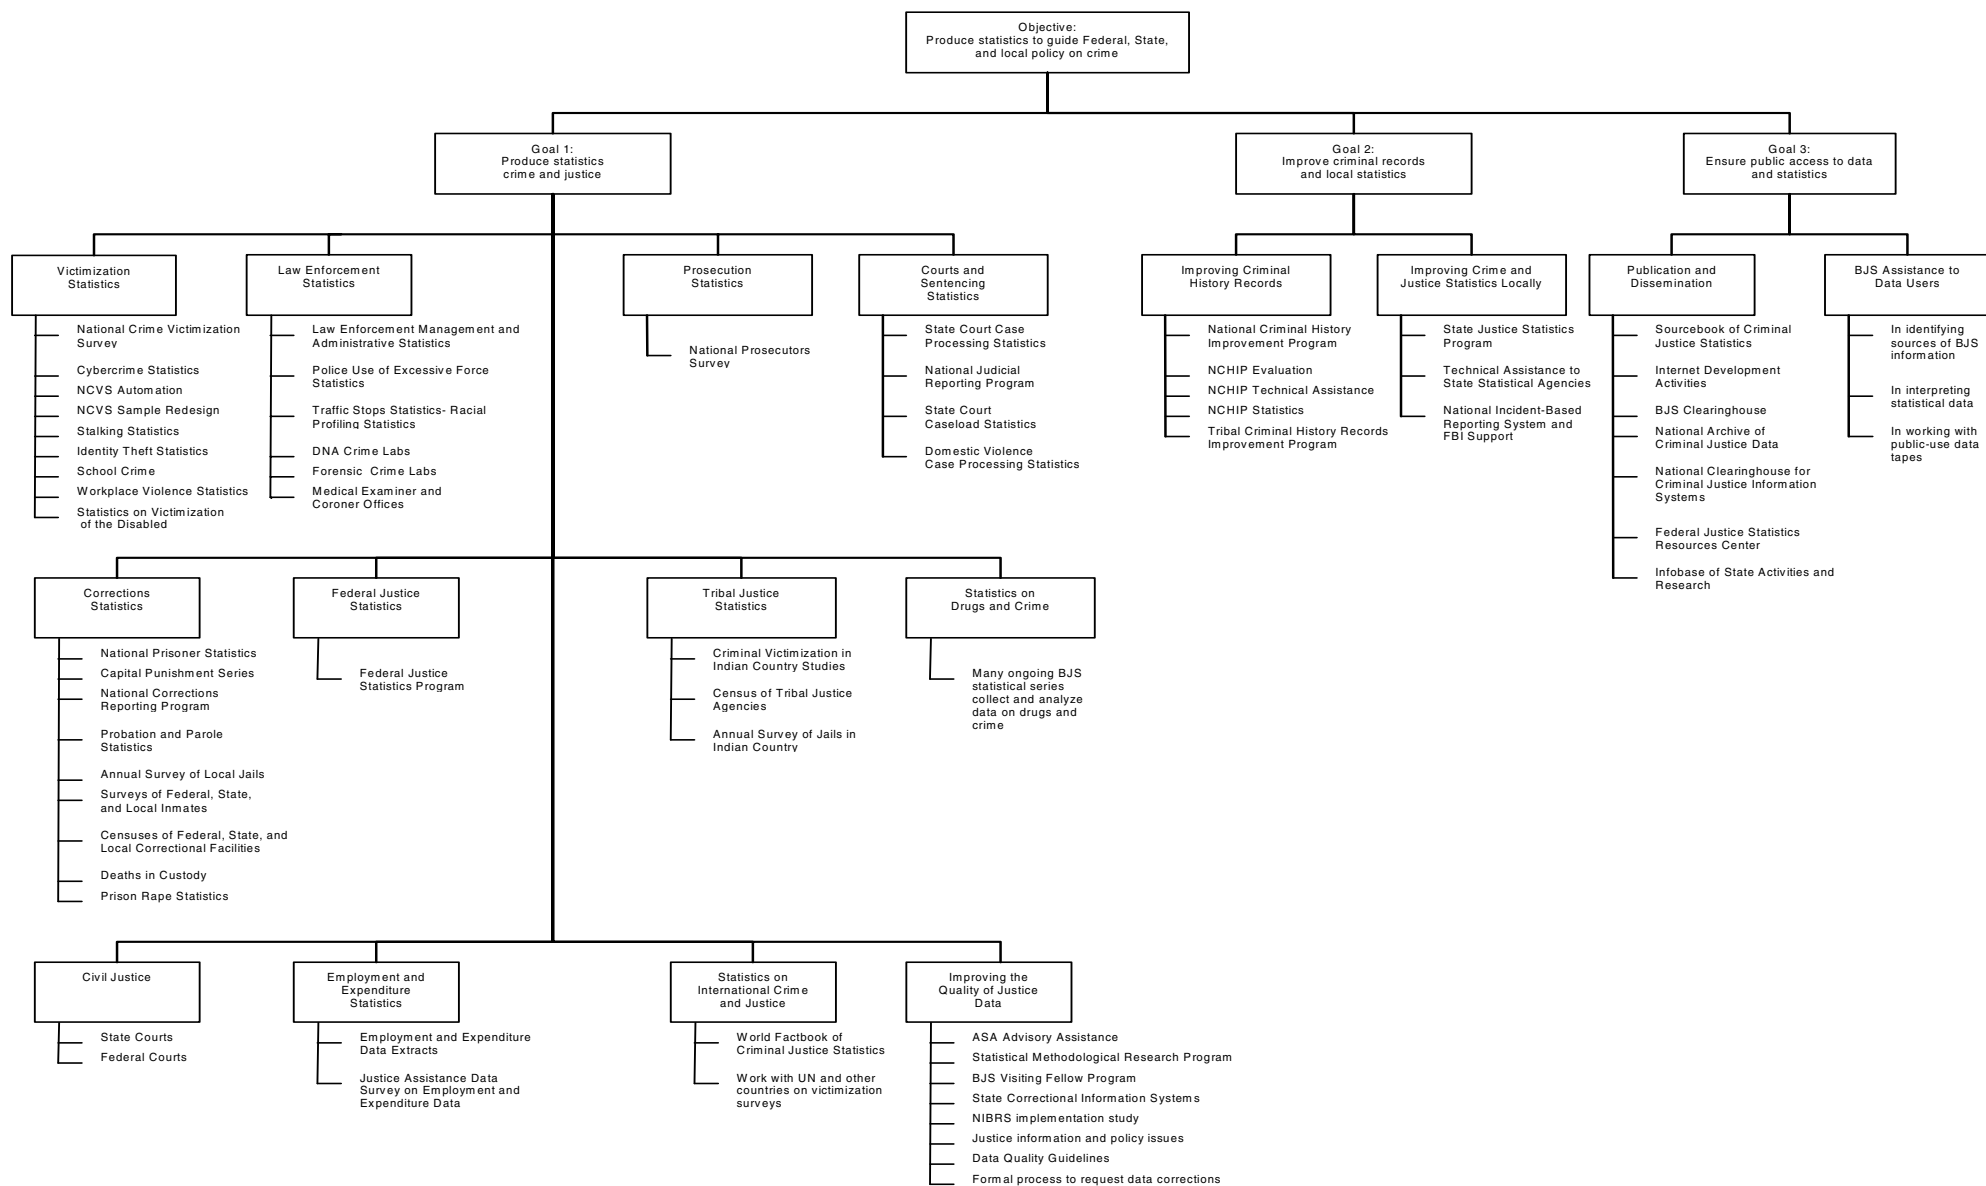 Objective:
Produce statistics to guide Federal, State,
and local policy on crime
Goal 1:
Produce statistics
crime and justice
Goal 2:
Improve criminal records
and local statistics
Goal 3:
Ensure public access to data
and statistics
Victimization
Statistics
National Crime Victimization
Survey
Cybercrime Statistics
NCVS Automation
NCVS Sample Redesign
Stalking Statistics
Identity Theft Statistics
School Crime
Workplace Violence Statistics
Statistics on Victimization
of the Disabled
Law Enforcement
Statistics
Law Enforcement Management and
Administrative Statistics
Police Use of Excessive Force
Statistics
Traffic Stops Statistics- Racial
Profiling Statistics
DNA Crime Labs
Forensic Crime Labs
Medical Examiner and
Coroner Offices
Prosecution
Statistics
National Prosecutors
Survey
Courts and
Sentencing
Statistics
State Court Case
Processing Statistics
National Judicial
Reporting Program
State Court
Caseload Statistics
Domestic Violence
Case Processing Statistics
Improving Criminal
History Records
National Criminal History
Improvement Program
NCHIP Evaluation
NCHIP Technical Assistance
NCHIP Statistics
Tribal Criminal History Records
Improvement Program
Improving Crime and
Justice Statistics Locally
State Justice Statistics
Program
Technical Assistance to
State Statistical Agencies
National Incident-Based
Reporting System and
FBI Support
Publication and
Dissemination
Sourcebook of Criminal
Justice Statistics
Internet Development
Activities
BJS Clearinghouse
National Archive of
Criminal Justice Data
National Clearinghouse for
Criminal Justice Information
Systems
Federal Justice Statistics
Resources Center
Infobase of State Activities and
Research
BJS Assistance to
Data Users
In identifying
sources of BJS
information
In interpreting
statistical data
In working with
public-use data
tapes
Corrections
Statistics
National Prisoner Statistics
Capital Punishment Series
National Corrections
Reporting Program
Probation and Parole
Statistics
Annual Survey of Local Jails
Surveys of Federal, State,
and Local Inmates
Censuses of Federal, State, and
Local Correctional Facilities
Deaths in Custody
Prison Rape Statistics
Federal Justice
Statistics
Federal Justice
Statistics Program
Tribal Justice
Statistics
Criminal Victimization in
Indian Country Studies
Census of Tribal Justice
Agencies
Annual Survey of Jails in
Indian Country
Statistics on
Drugs and Crime
Many ongoing BJS
statistical series
collect and analyze
data on drugs and
crime
Civil Justice
State Courts
Federal Courts
Employment and
Expenditure
Statistics
Employment and Expenditure
Data Extracts
Justice Assistance Data
Survey on Employment and
Expenditure Data
Statistics on
International Crime
and Justice
World Factbook of
Criminal Justice Statistics
Work with UN and other
countries on victimization
surveys
Improving the
Quality of Justice
Data
ASA Advisory Assistance
Statistical Methodological Research Program
BJS Visiting Fellow Program
State Correctional Information Systems
NIBRS implementation study
Justice information and policy issues
Data Quality Guidelines
Formal process to request data corrections